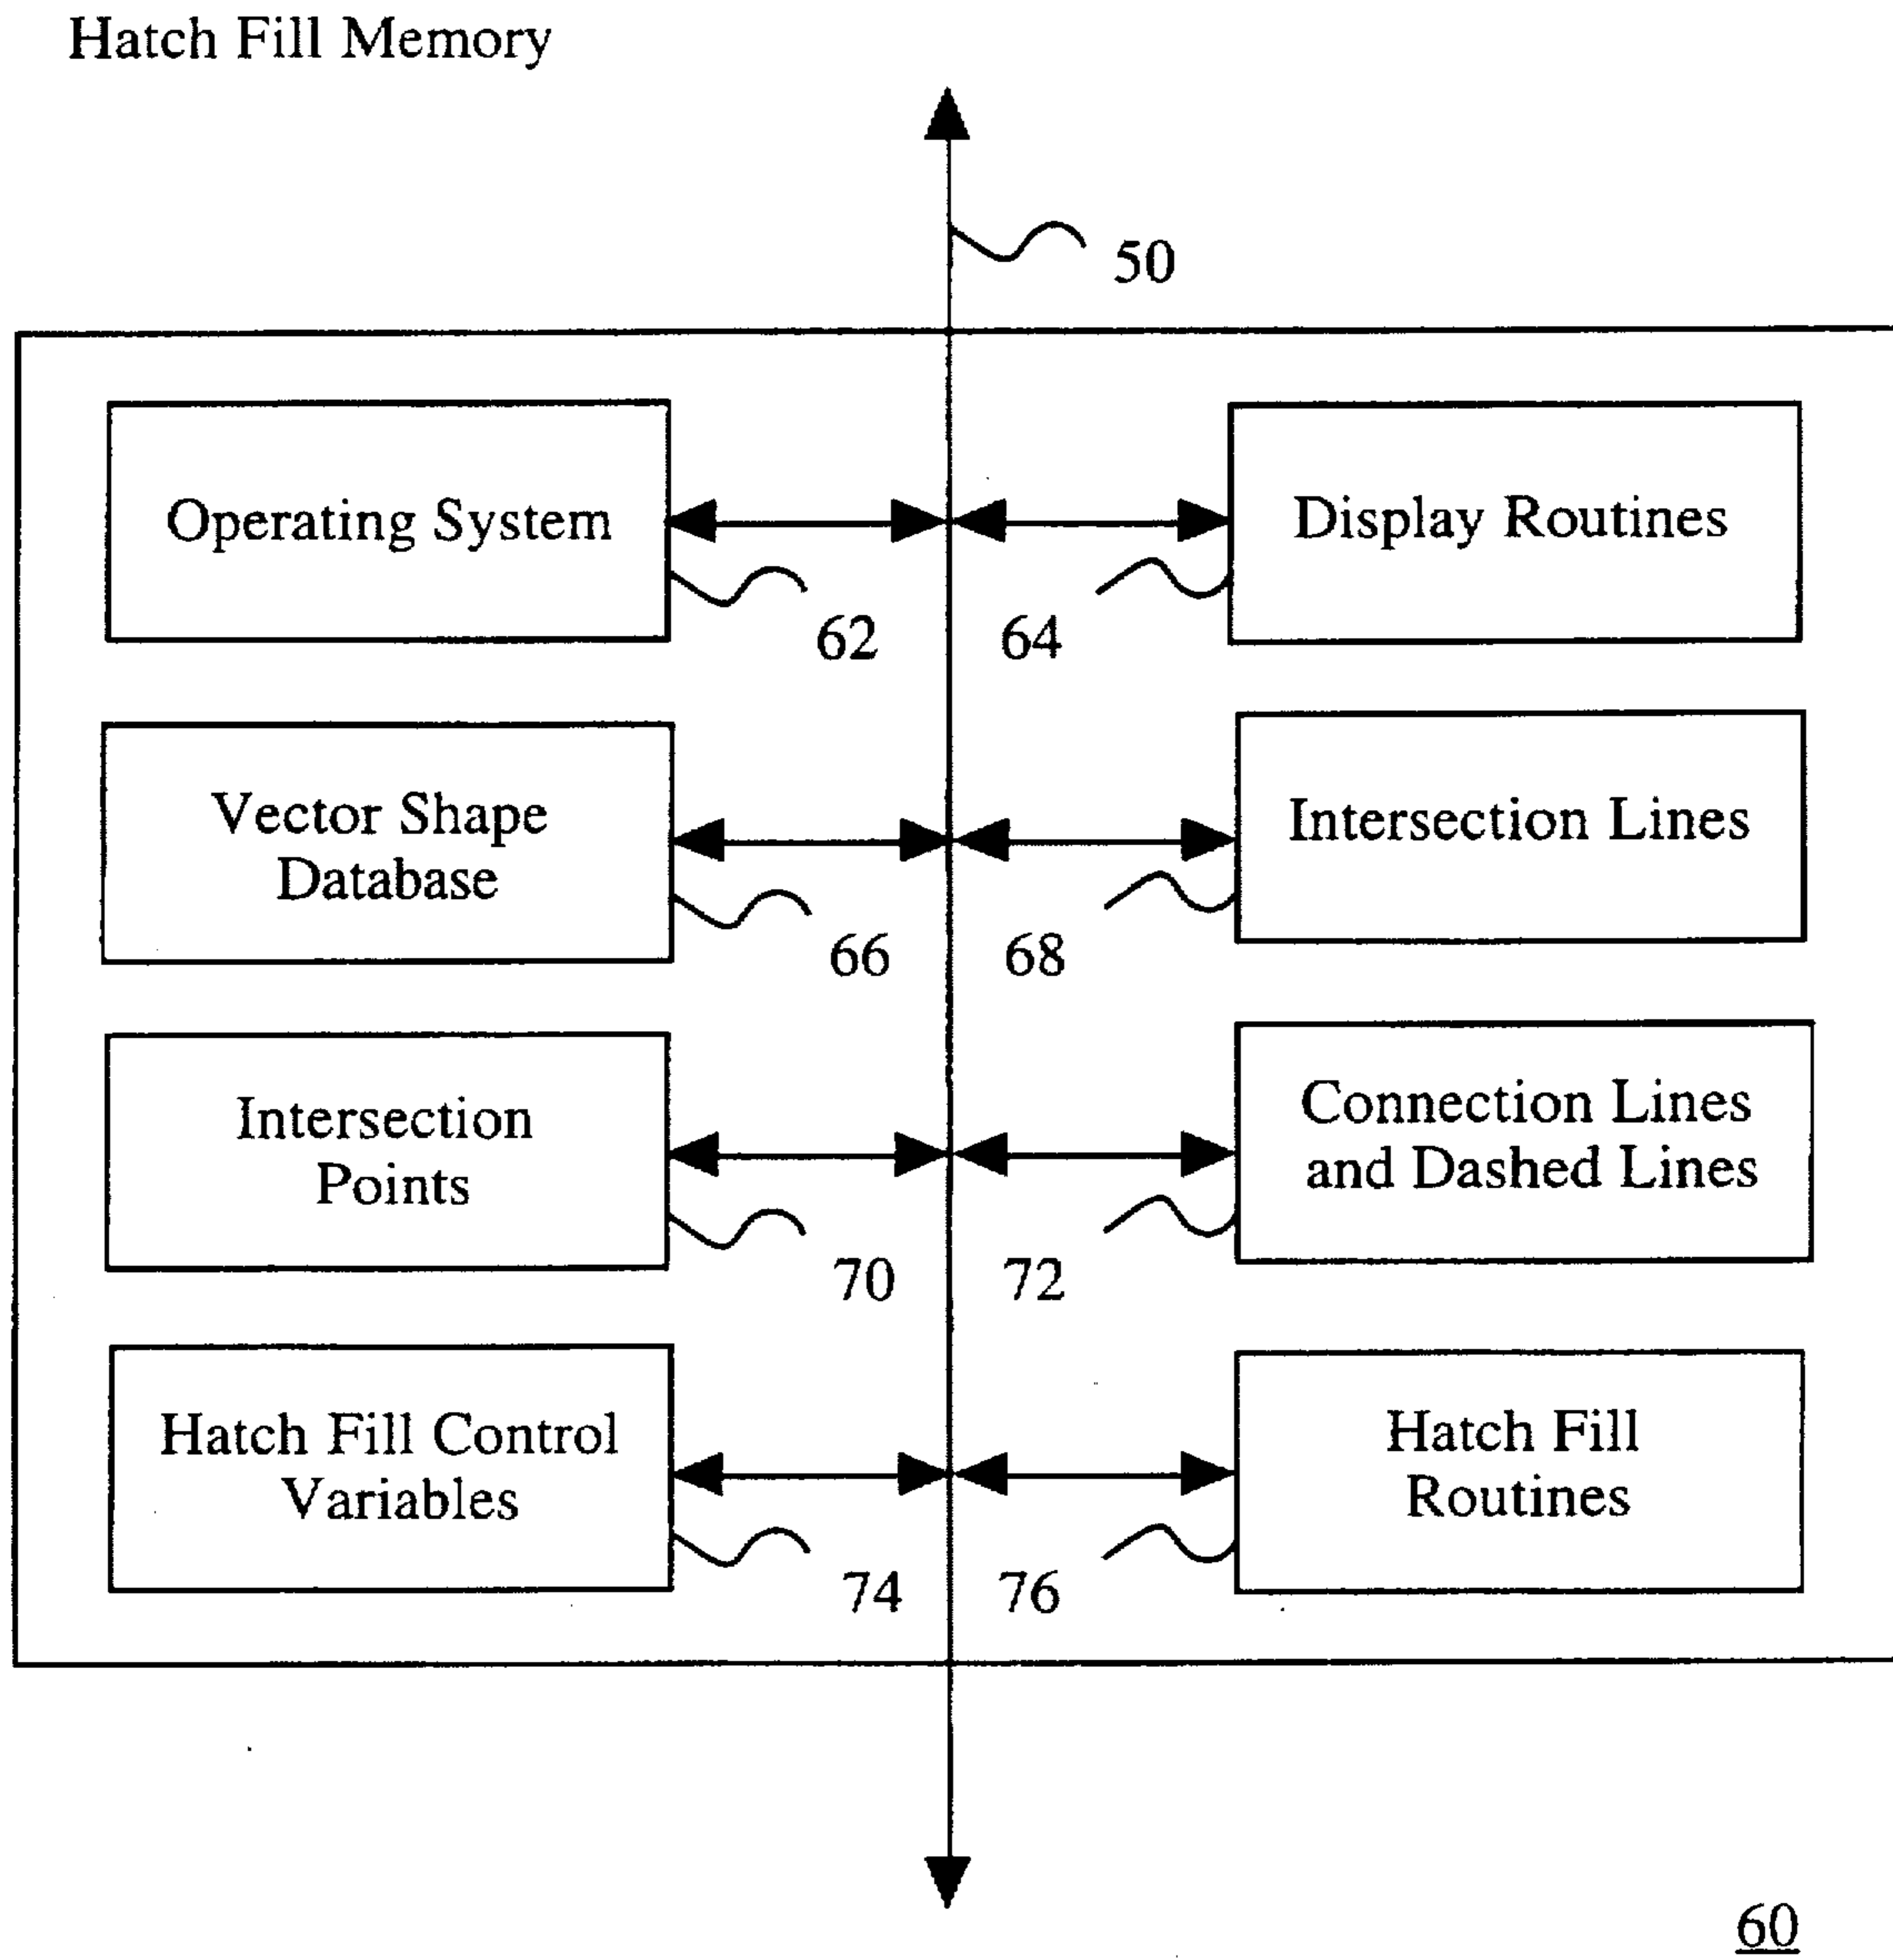 Hatch Fill Memory
50
Operating System
Display Routines
62
64
Vector Shape
Database
Intersection Lines
66
68
Intersection
Points
Connection Lines
and Dashed Lines
70
72
Hatch Fill Control
Variables
Hatch Fill
Routines
74
76
60